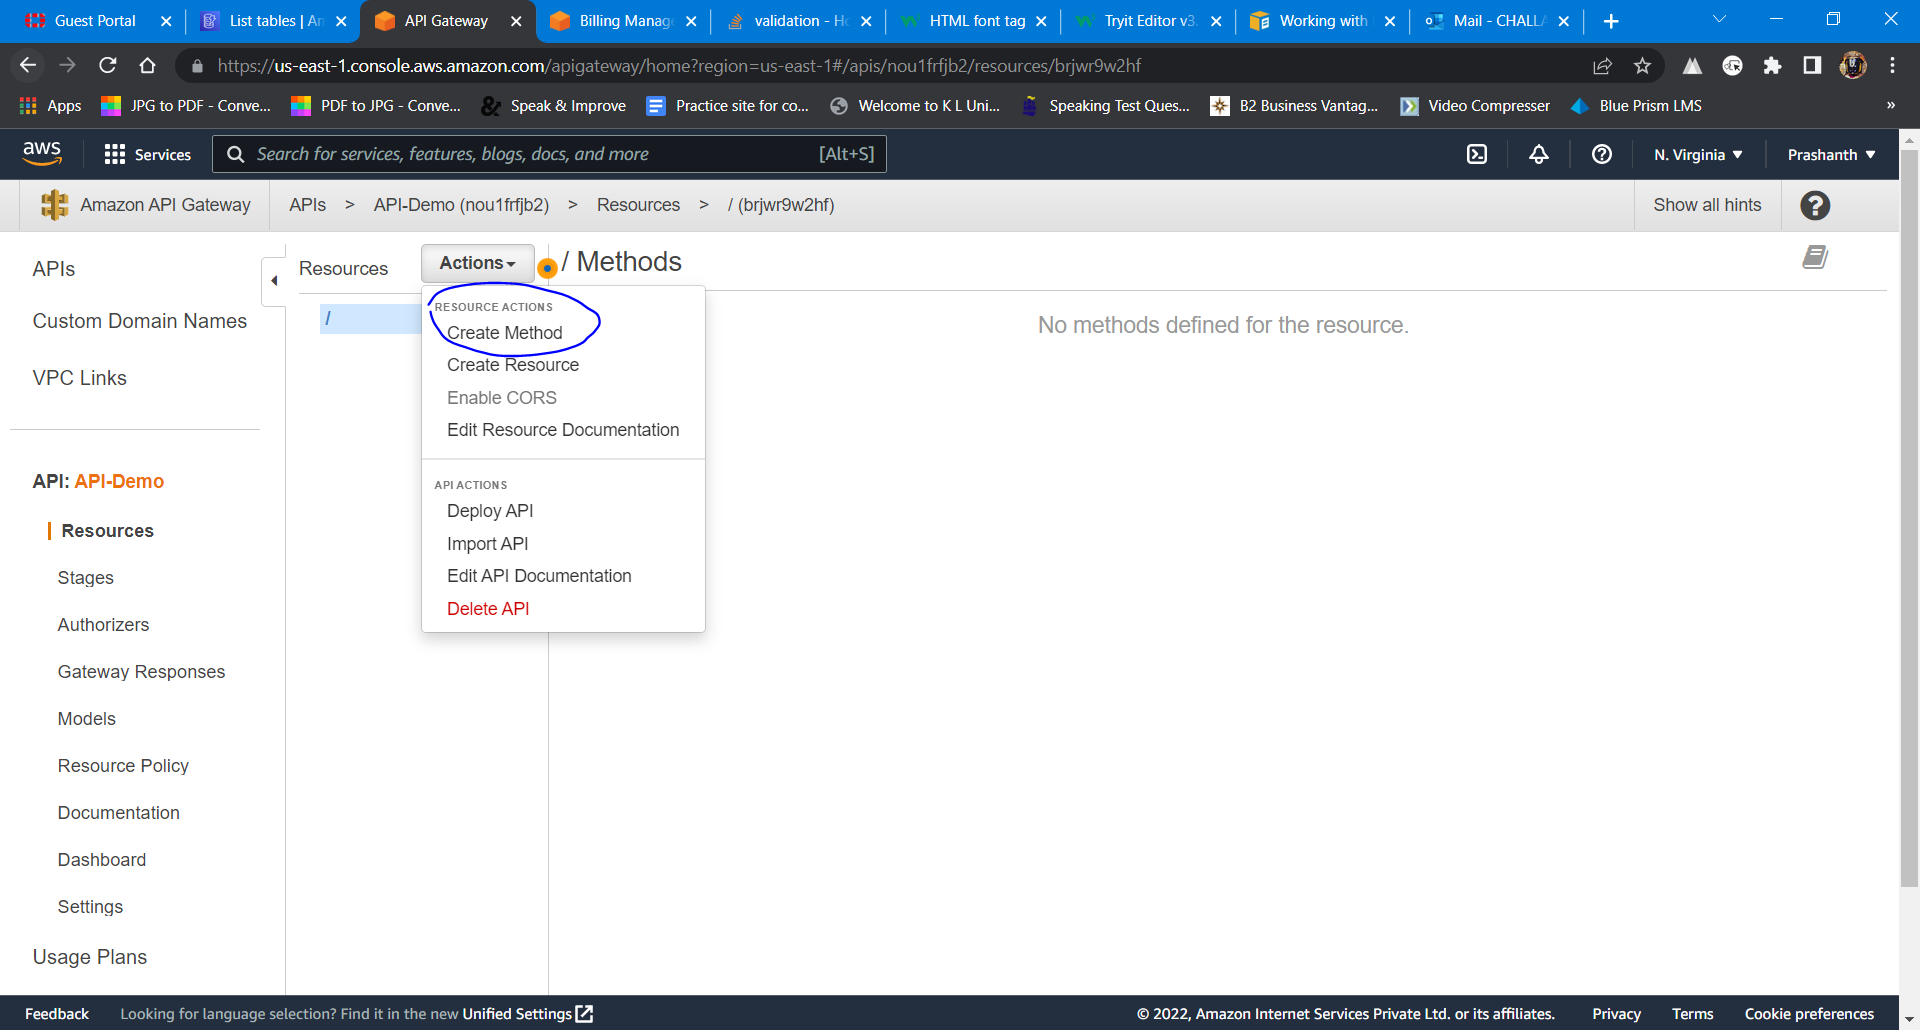 Guest Portal
List tables | An
API Gateway
Billing Manage
validation - Ho
HTML font tag
Tryit Editor v3.
Working with
Mail - CHALLA
https://us-east-1.console.aws.amazon.com/apigateway/home?region=us-east-1#/apis/nou1frfjb2/resources/brjwr9w2hf
Apps
JPG to PDF - Conve...
PDF to JPG - Conve...
Speak & Improve
Practice site for co...
Welcome to K L Uni...
Speaking Test Ques...
B2 Business Vantag...
Video Compresser
Blue Prism LMS
»
aws
Services
Search for services, features, blogs, docs, and more
[Alt+S]
N. Virginia
Prashanth
Amazon API Gateway
APIs > API-Demo (nou1frfjb2) > Resources > / (brjwr9w2hf)
Show all hints
?
APIs
Custom Domain Names
VPC Links
API: API-Demo
Resources
Stages
Authorizers
Gateway Responses
Models
Resource Policy
Documentation
Dashboard
Settings
Usage Plans
Resources
Actions
/
RESOURCE ACTIONS
Create Method
Create Resource
Enable CORS
Edit Resource Documentation
API ACTIONS
Deploy API
Import API
Edit API Documentation
Delete API
/ Methods
No methods defined for the resource.
Feedback
Looking for language selection? Find it in the new Unified Settings
© 2022, Amazon Internet Services Private Ltd. or its affiliates.
Privacy
Terms
Cookie preferences